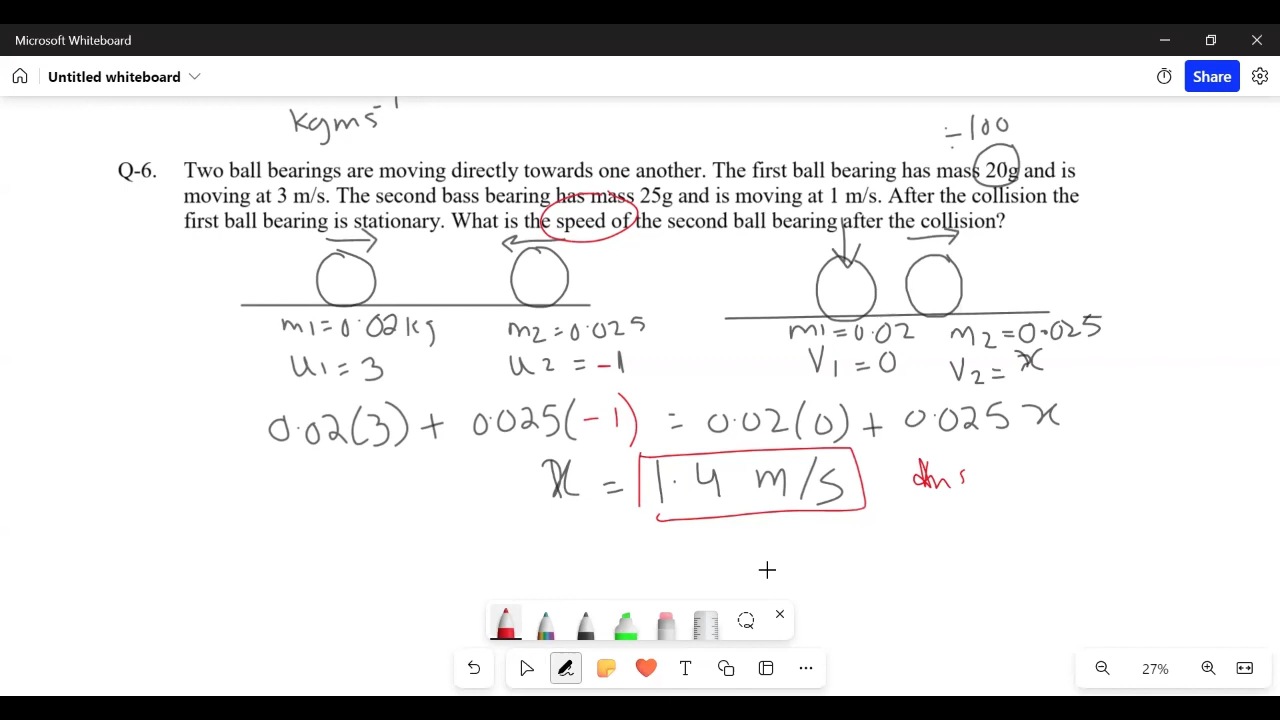 Microsoft Whiteboard
Untitled whiteboard
Share
kgms⁻¹
÷100
Q-6. Two ball bearings are moving directly towards one another. The first ball bearing has mass 20g and is
moving at 3 m/s. The second bass bearing has mass 25g and is moving at 1 m/s. After the collision the
first ball bearing is stationary. What is the speed of the second ball bearing after the collision?
m1=0.02kg m2=0.025 m1=0.02 m2=0.025
U1=3 U2=-1 V1=0 V2=x
0.02(3) + 0.025(-1) = 0.02(0) + 0.025x
x = 1.4 m/s Ans
T
27%